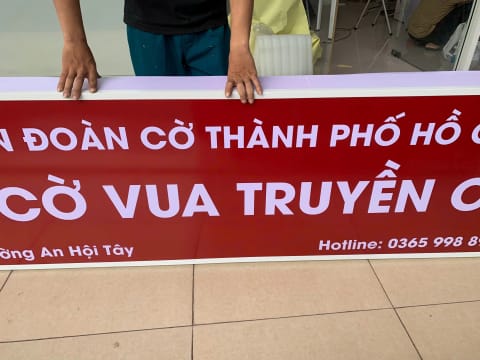 ĐOÀN CỜ THÀNH PHỐ HỒ
CỜ VUA TRUYỀN
An Hội Tây Hotline: 0365 998